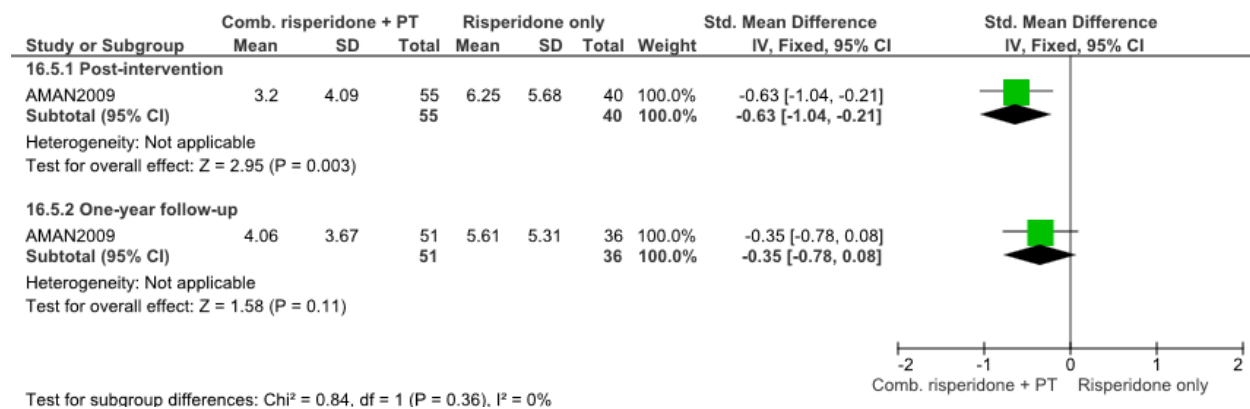 Comb. risperidone + PT Risperidone only Std. Mean Difference Std. Mean Difference
Study or Subgroup Mean SD Total Mean SD Total Weight IV, Fixed, 95% CI IV, Fixed, 95% CI
16.5.1 Post-intervention
AMAN2009 3.2 4.09 55 6.25 5.68 40 100.0% -0.63 [-1.04, -0.21]
Subtotal (95% CI) 55 40 100.0% -0.63 [-1.04, -0.21]
Heterogeneity: Not applicable
Test for overall effect: Z = 2.95 (P = 0.003)
16.5.2 One-year follow-up
AMAN2009 4.06 3.67 51 5.61 5.31 36 100.0% -0.35 [-0.78, 0.08]
Subtotal (95% CI) 51 36 100.0% -0.35 [-0.78, 0.08]
Heterogeneity: Not applicable
Test for overall effect: Z = 1.58 (P = 0.11)
-2 -1 0 1 2
Comb. risperidone + PT Risperidone only
Test for subgroup differences: Chi² = 0.84, df = 1 (P = 0.36), I² = 0%